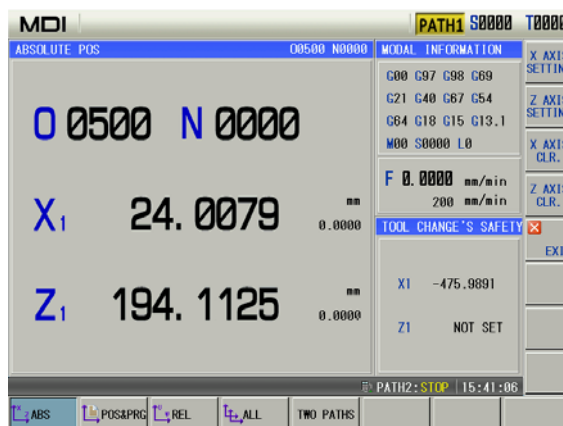 MDI PATH1 S0000 T0000
ABSOLUTE POS O0500 N0000
O 0500 N 0000
X1 24.0079 mm 0.0000
Z1 194.1125 mm 0.0000
MODAL INFORMATION
G00 G97 G98 G69
G21 G40 G67 G54
G64 G18 G15 G13.1
M00 S0000 L0
F 0.0000 mm/min
200 mm/min
TOOL CHANGE'S SAFETY
X1 -475.9891
Z1 NOT SET
X AXIS
SETTIN
Z AXIS
SETTIN
X AXIS
CLR.
Z AXIS
CLR.
EXI
PATH2:STOP 15:41:06
ABS POS&PRG REL ALL TWO PATHS